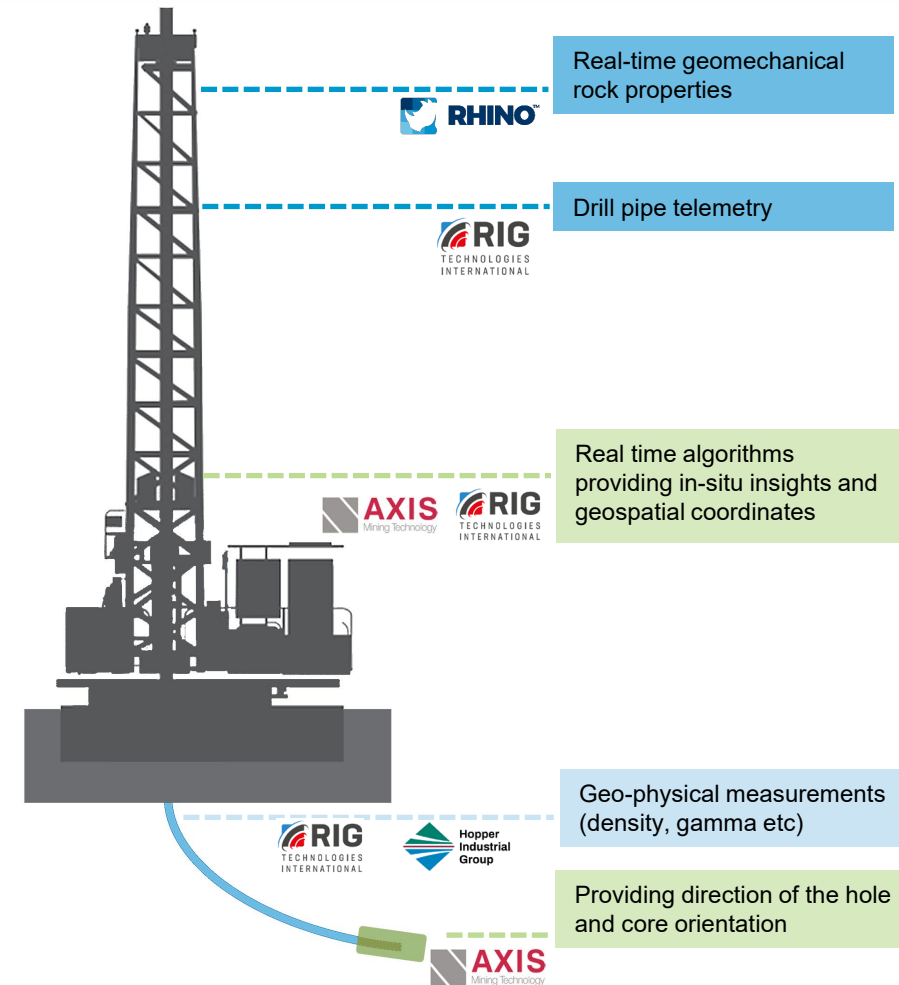 Real-time geomechanical
rock properties
RHINO™
Drill pipe telemetry
RIG
TECHNOLOGIES
INTERNATIONAL
Real time algorithms
providing in-situ insights and
geospatial coordinates
AXIS
Mining Technology
RIG
TECHNOLOGIES
INTERNATIONAL
Geo-physical measurements
(density, gamma etc)
RIG
TECHNOLOGIES
INTERNATIONAL
Hopper
Industrial
Group
Providing direction of the hole
and core orientation
AXIS
Mining Technology